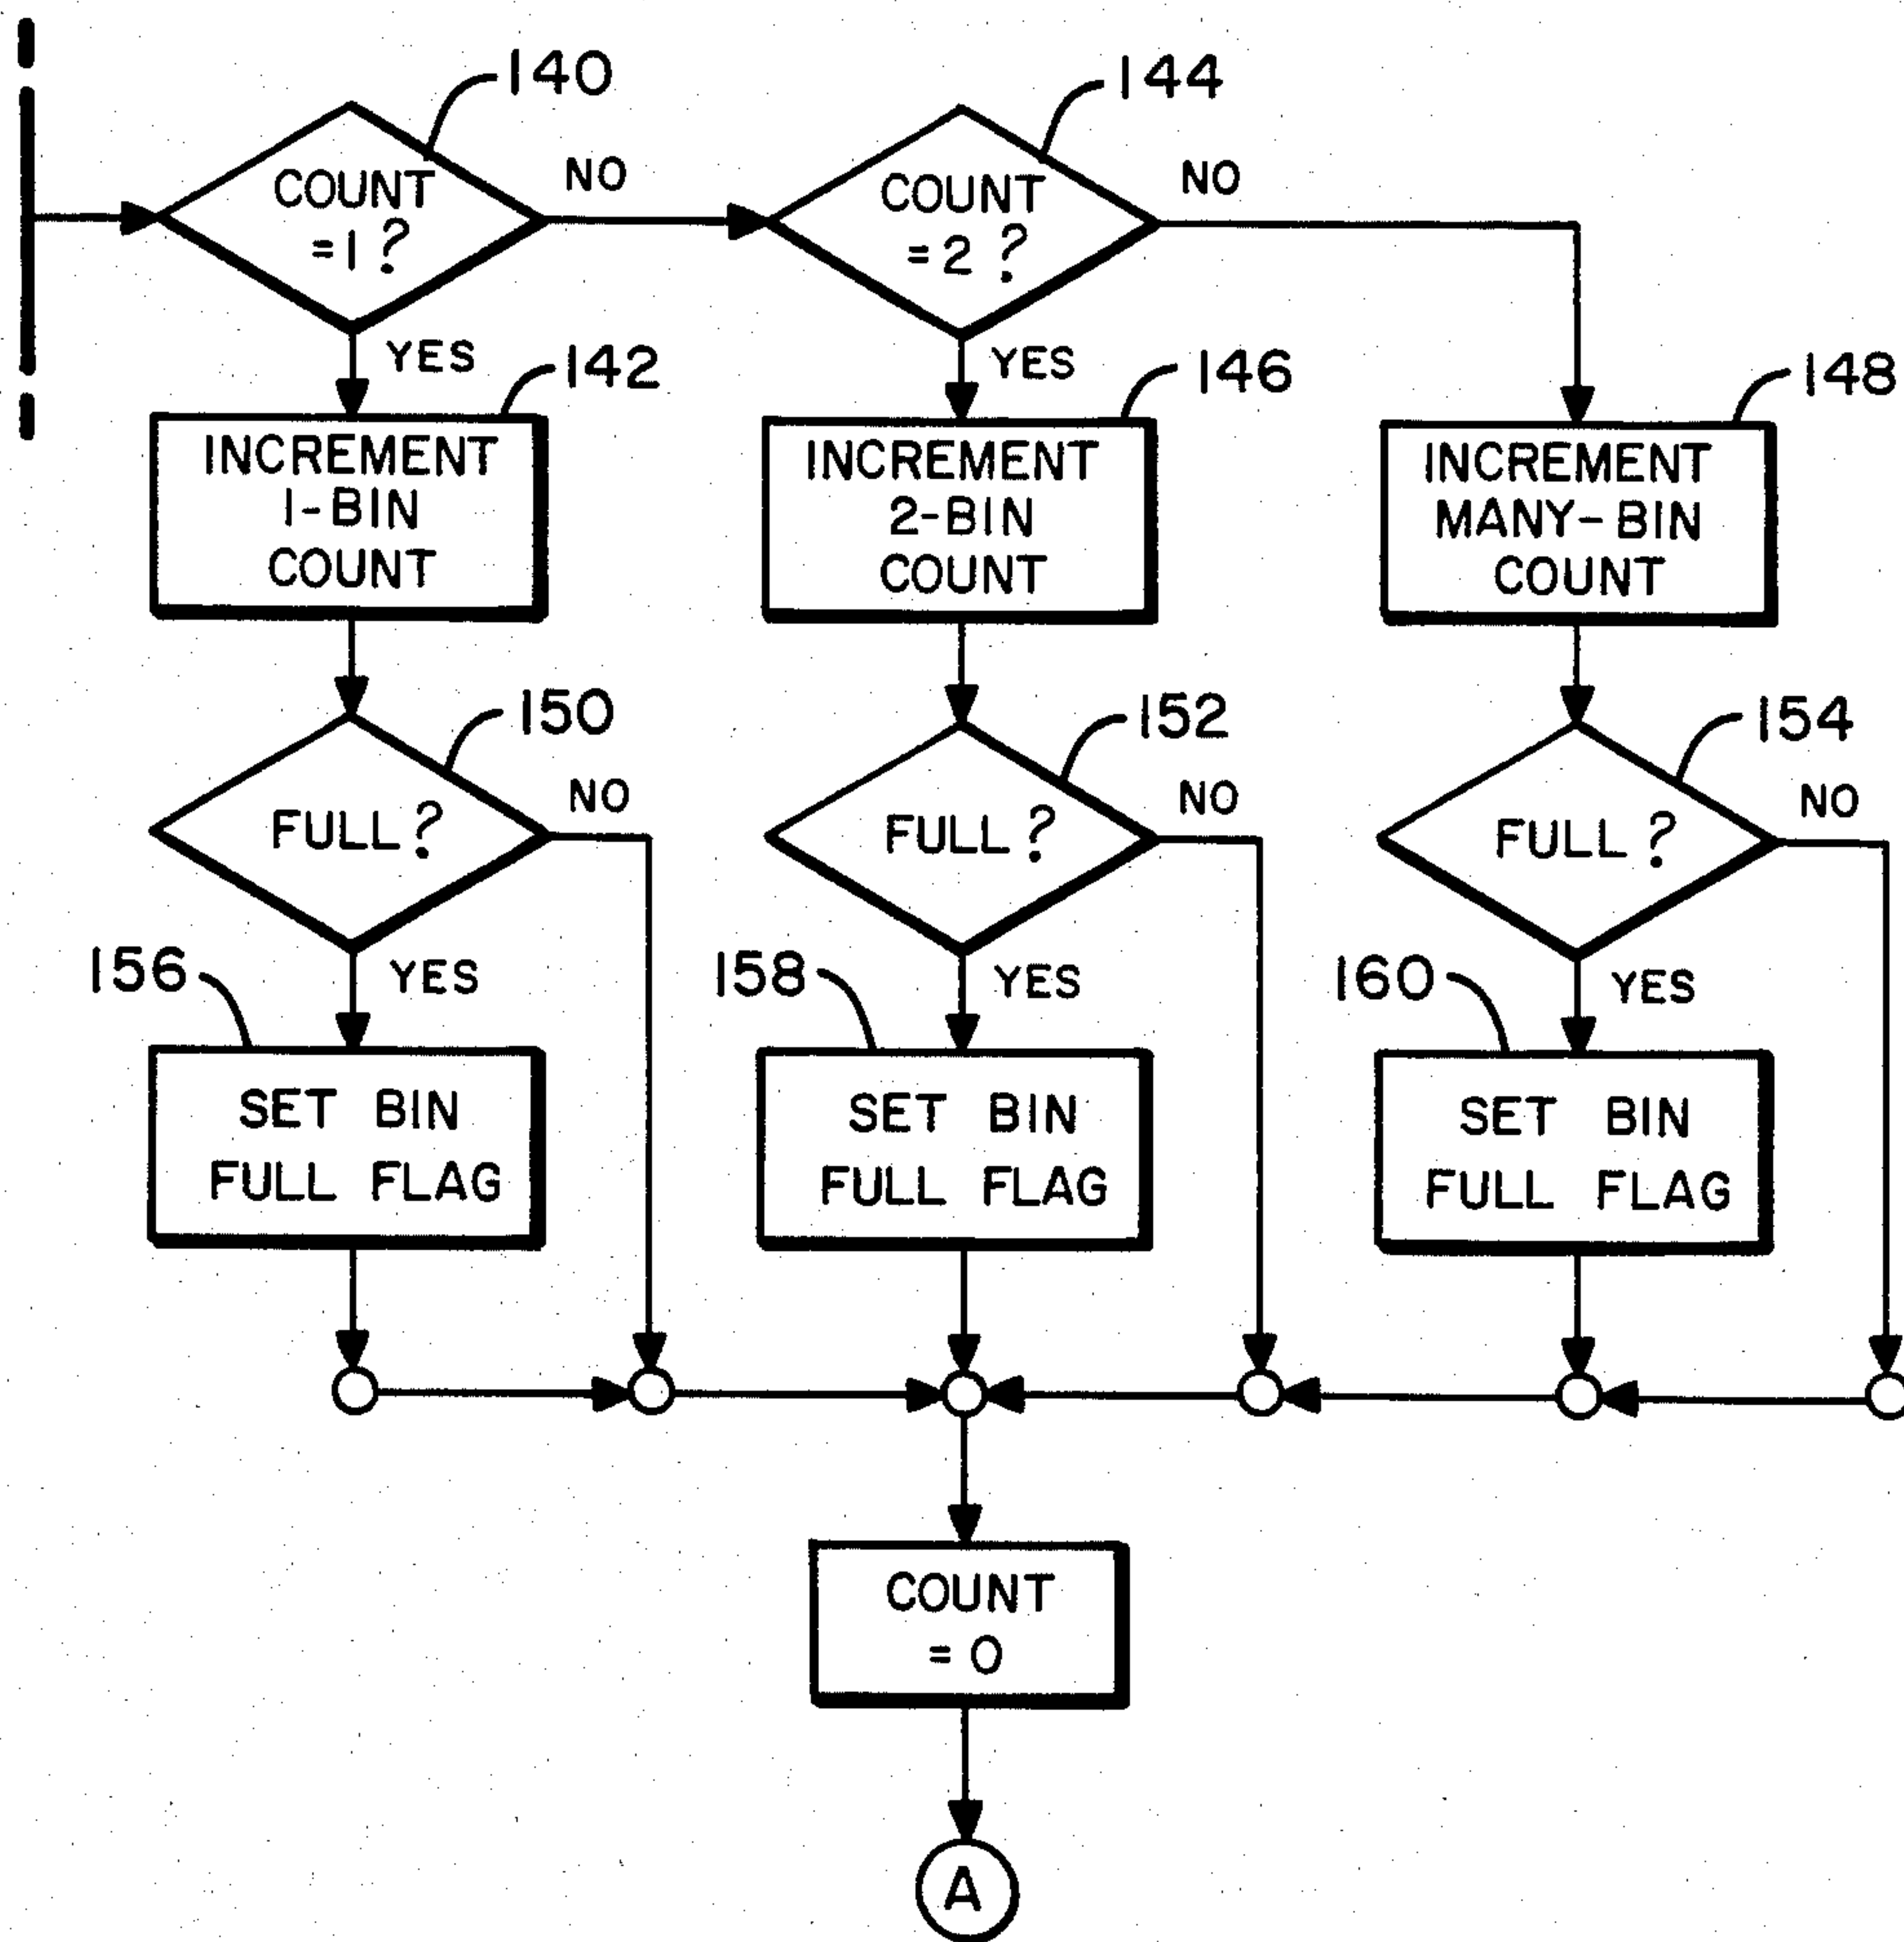 140
144
COUNT
=1?
NO
COUNT
=2?
NO
YES
142
YES
146
148
INCREMENT
1-BIN
COUNT
INCREMENT
2-BIN
COUNT
INCREMENT
MANY-BIN
COUNT
150
152
154
FULL?
NO
FULL?
NO
FULL?
NO
156
YES
158
YES
160
YES
SET BIN
FULL FLAG
SET BIN
FULL FLAG
SET BIN
FULL FLAG
COUNT
=0
A